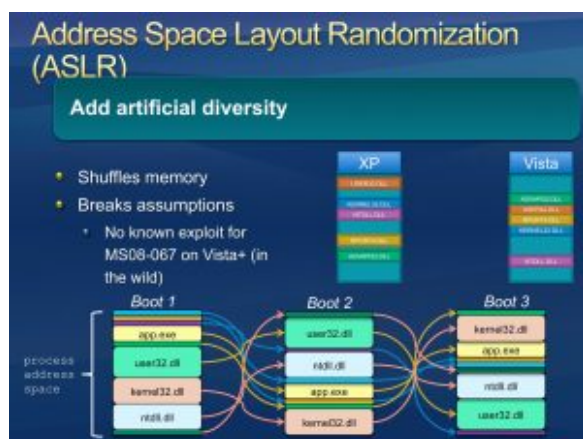 Address Space Layout Randomization
(ASLR)
Add artificial diversity
Shuffles memory
Breaks assumptions
No known exploit for
MS08-067 on Vista+ (in
the wild)
XP
Vista
Boot 1
Boot 2
Boot 3
process
address
space
app.exe
user32.dll
kernel32.dll
ntdll.dll
user32.dll
ntdll.dll
app.exe
kernel32.dll
kernel32.dll
app.exe
ntdll.dll
user32.dll